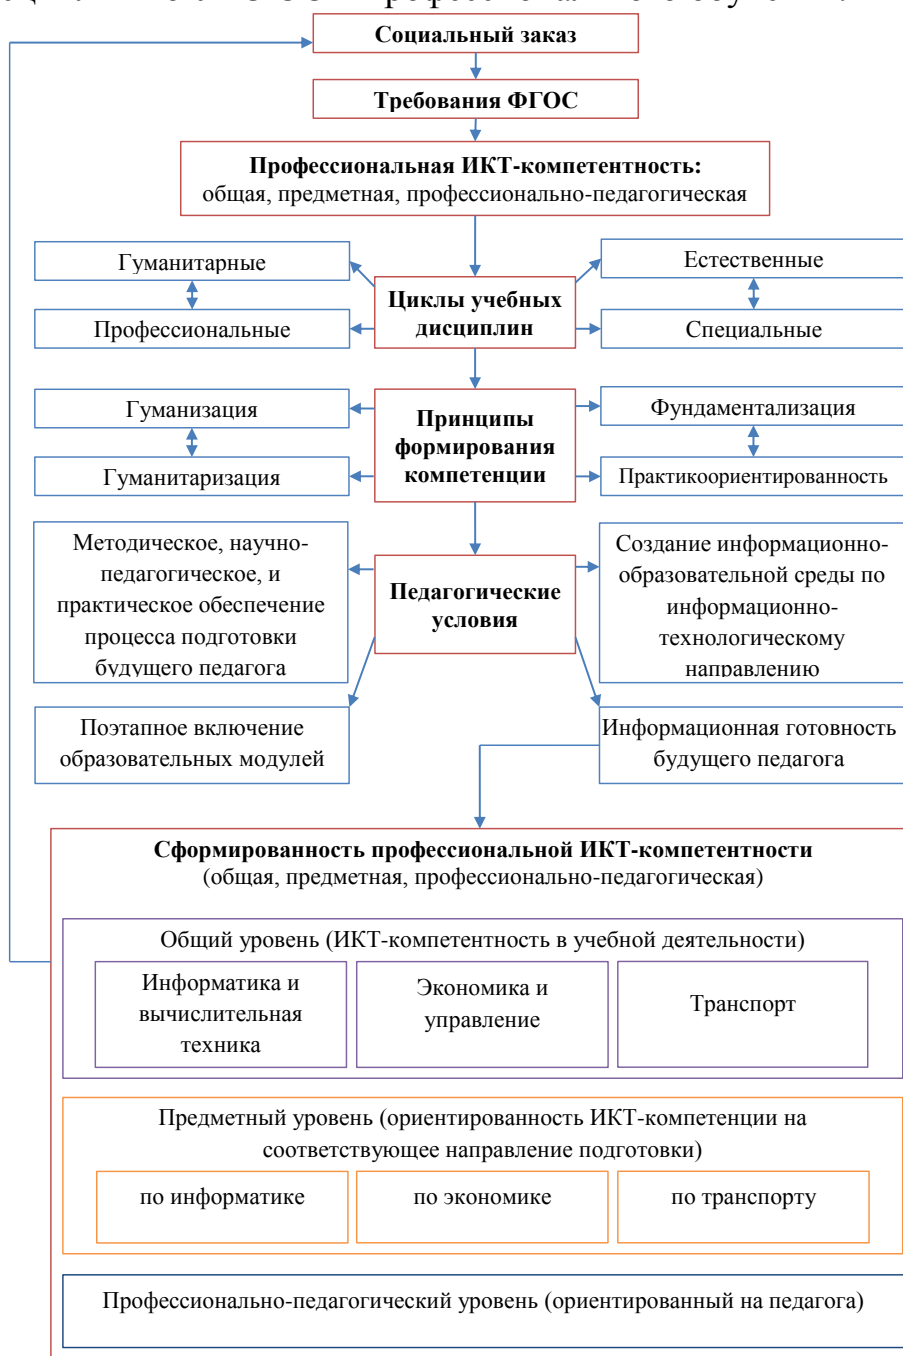 Социальный заказ
Требования ФГОС
Профессиональная ИКТ-компетентность:
общая, предметная, профессионально-педагогическая
Гуманитарные
Естественные
Циклы учебных
дисциплин
Профессиональные
Специальные
Гуманизация
Фундаментализация
Принципы
формирования
компетенции
Гуманитаризация
Практикоориентированность
Методическое, научно-
педагогическое, и
практическое обеспечение
процесса подготовки
будущего педагога
Педагогические
условия
Создание информационно-
образовательной среды по
информационно-
технологическому
направлению
Поэтапное включение
образовательных модулей
Информационная готовность
будущего педагога
Сформированность профессиональной ИКТ-компетентности
(общая, предметная, профессионально-педагогическая)
Общий уровень (ИКТ-компетентность в учебной деятельности)
Информатика и
вычислительная
техника
Экономика и
управление
Транспорт
Предметный уровень (ориентированность ИКТ-компетенции на
соответствующее направление подготовки)
по информатике
по экономике
по транспорту
Профессионально-педагогический уровень (ориентированный на педагога)